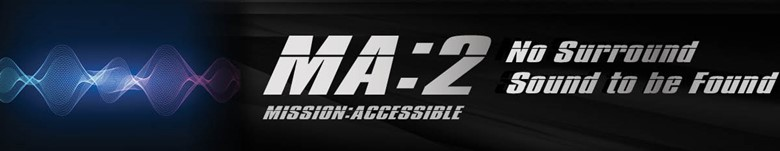 MA:2
MISSION:ACCESSIBLE
No Surround
Sound to be Found